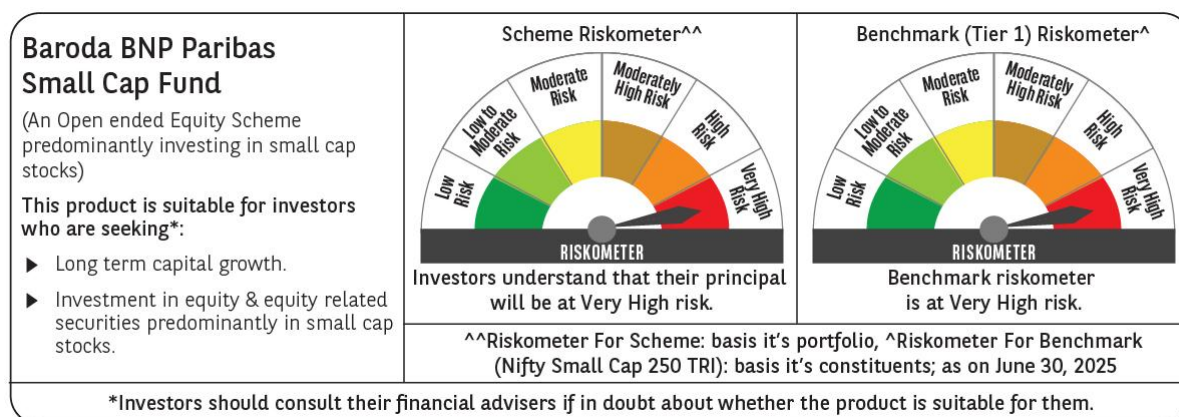 Baroda BNP Paribas
Small Cap Fund
(An Open ended Equity Scheme
predominantly investing in small cap
stocks)
This product is suitable for investors
who are seeking*:
▶ Long term capital growth.
▶ Investment in equity & equity related
securities predominantly in small cap
stocks.
Scheme Riskometer^^
Low
Risk
Low to
Moderate
Risk
Moderate
Risk
Moderately
High Risk
High
Risk
Very High
Risk
RISKOMETER
Investors understand that their principal
will be at Very High risk.
Benchmark (Tier 1) Riskometer^
Low
Risk
Low to
Moderate
Risk
Moderate
Risk
Moderately
High Risk
High
Risk
Very High
Risk
RISKOMETER
Benchmark riskometer
is at Very High risk.
^^Riskometer For Scheme: basis it's portfolio, ^Riskometer For Benchmark
(Nifty Small Cap 250 TRI): basis it's constituents; as on June 30, 2025
*Investors should consult their financial advisers if in doubt about whether the product is suitable for them.